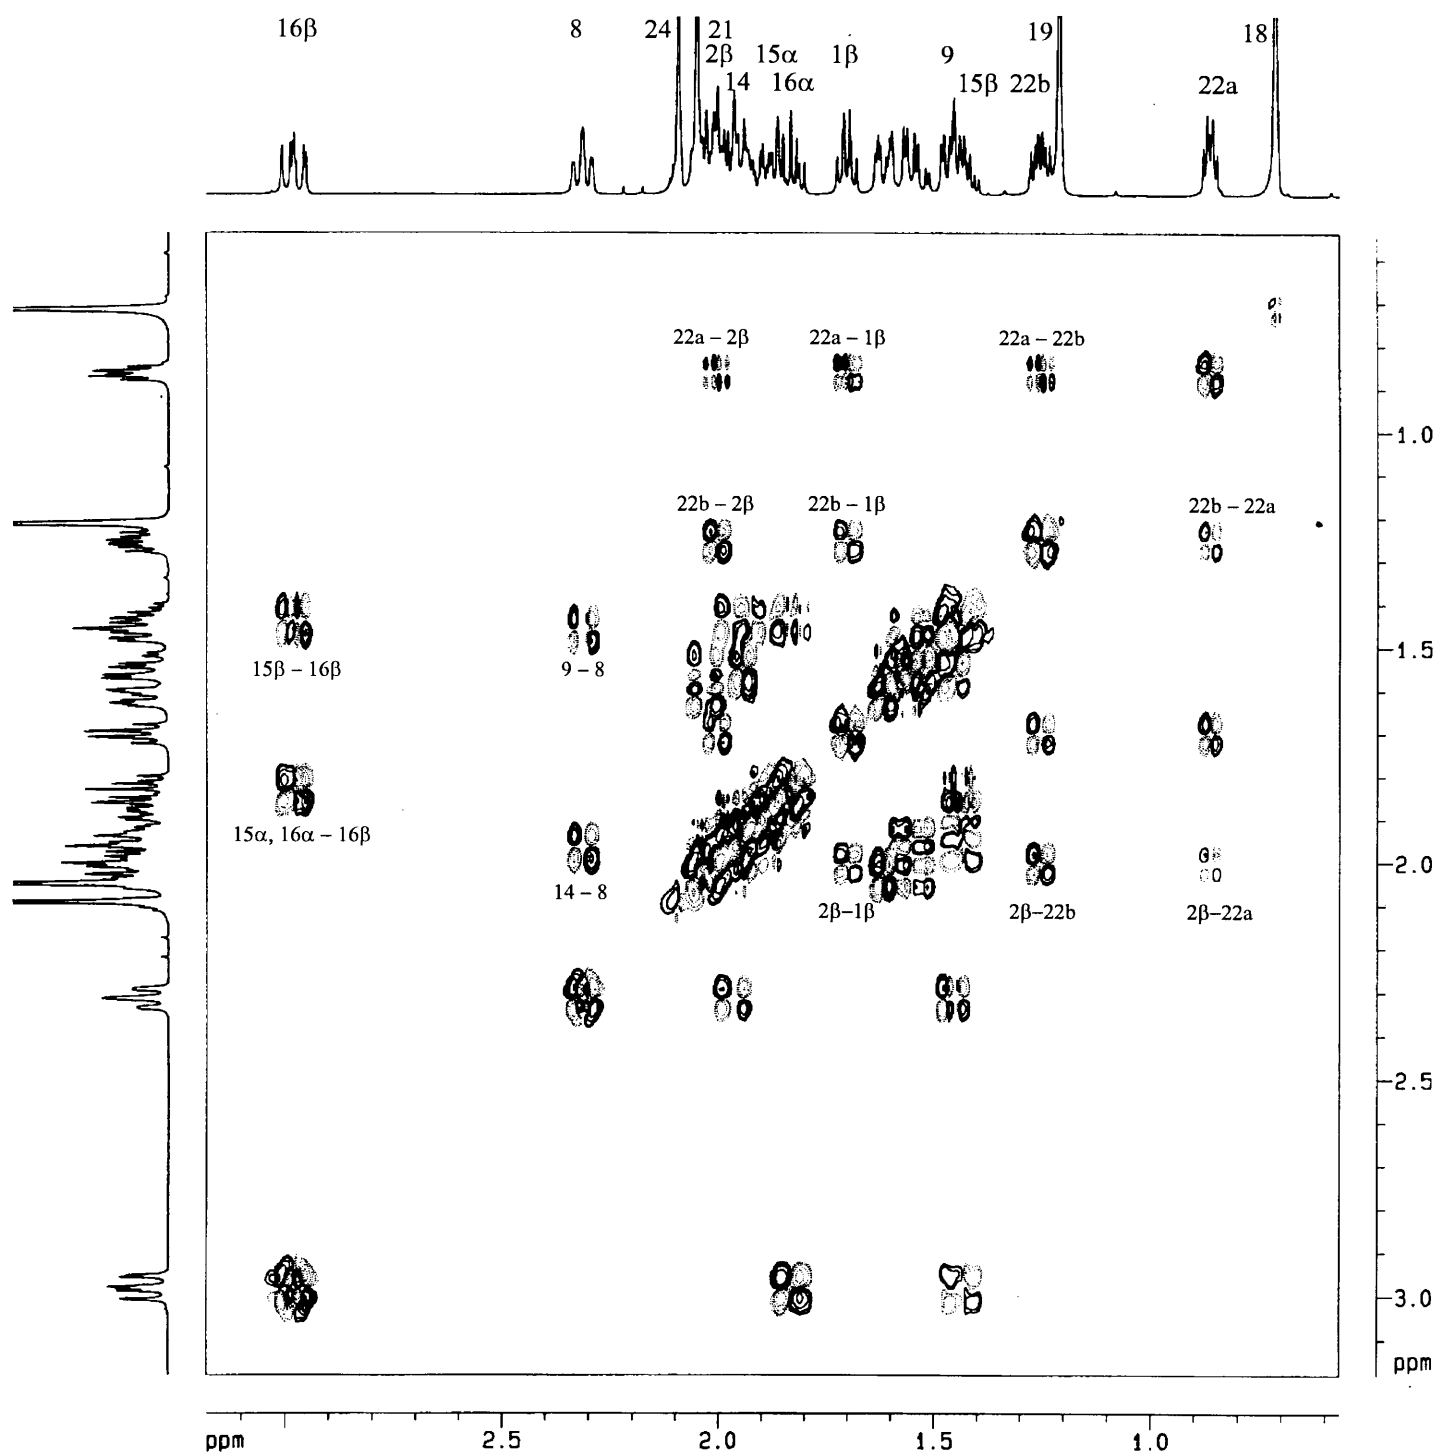 16β 8 24 21 19 18
2β 15α 1β 9
14 16α 15β 22b 22a
22a – 2β 22a – 1β 22a – 22b
1.0
22b – 2β 22b – 1β 22b – 22a
1.5
15β – 16β 9 – 8
15α, 16α – 16β
2.0
14 – 8 2β–1β 2β–22b 2β–22a
2.5
3.0
ppm
ppm 2.5 2.0 1.5 1.0